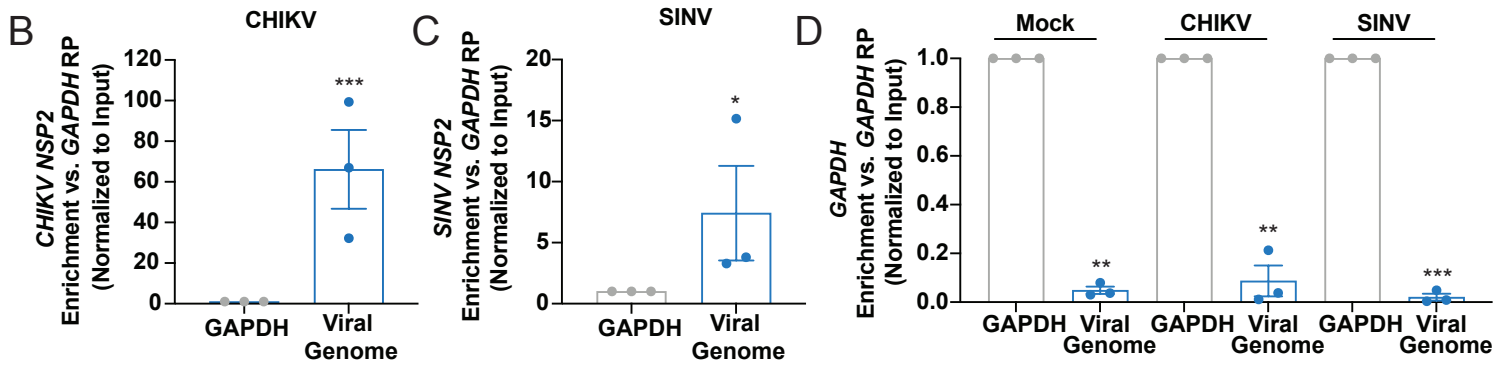 B
CHIKV
CHIKV NSP2
Enrichment vs. GAPDH RP
(Normalized to Input)
120
100
80
60
40
20
0
***
GAPDH
Viral
Genome
C
SINV
SINV NSP2
Enrichment vs. GAPDH RP
(Normalized to Input)
20
15
10
5
0
*
GAPDH
Viral
Genome
D
Mock
CHIKV
SINV
GAPDH
Enrichment vs. GAPDH RP
(Normalized to Input)
1.0
0.8
0.6
0.4
0.2
0.0
**
**
***
GAPDH
Viral
Genome
GAPDH
Viral
Genome
GAPDH
Viral
Genome